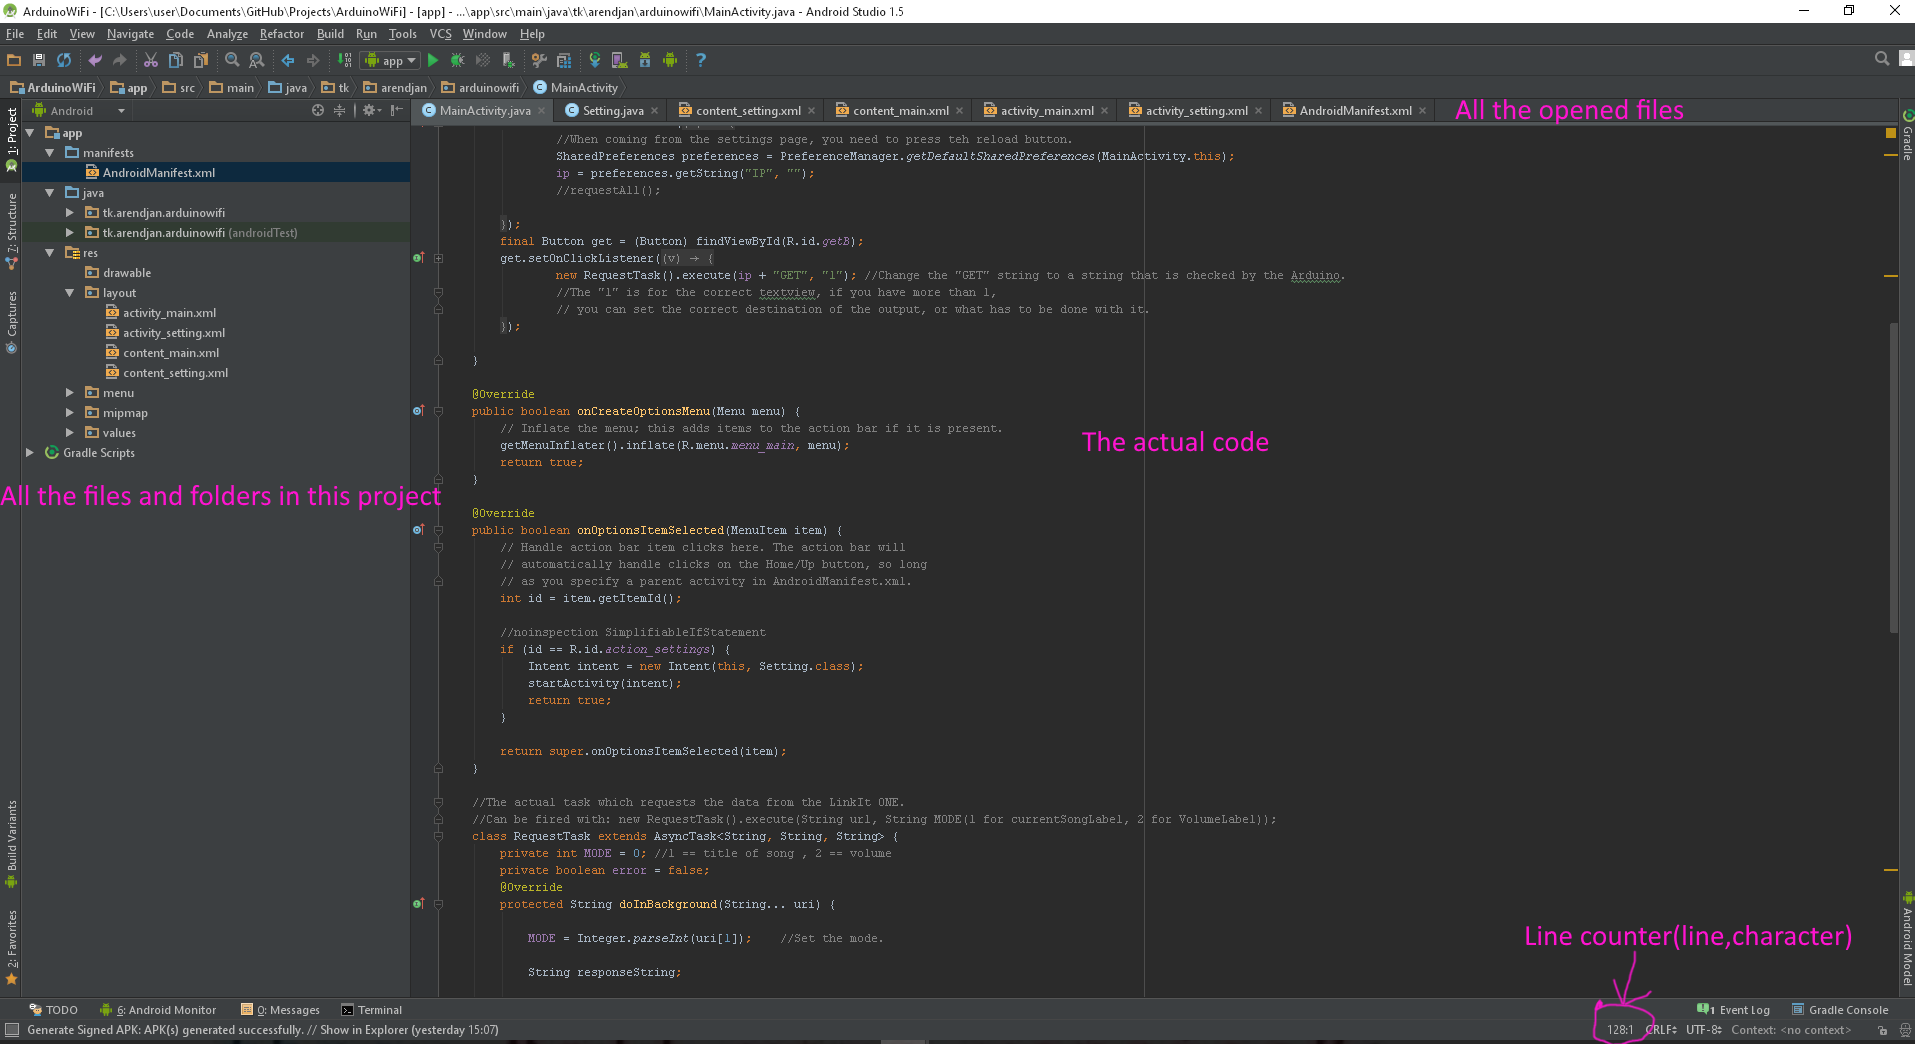 ArduinoWiFi - [C:\Users\user\Documents\GitHub\Projects\ArduinoWiFi] - [app] - ...\app\src\main\java\tk\arendjan\arduinowifi\MainActivity.java - Android Studio 1.5
File Edit View Navigate Code Analyze Refactor Build Run Tools VCS Window Help
app
ArduinoWiFi app src main java tk arendjan arduinowifi MainActivity
Android
MainActivity.java Setting.java content_setting.xml content_main.xml activity_main.xml activity_setting.xml AndroidManifest.xml
All the opened files
1: Project
7: Structure
Captures
Build Variants
2: Favorites
app
manifests
AndroidManifest.xml
java
tk.arendjan.arduinowifi
tk.arendjan.arduinowifi (androidTest)
res
drawable
layout
activity_main.xml
activity_setting.xml
content_main.xml
content_setting.xml
menu
mipmap
values
Gradle Scripts
All the files and folders in this project
//When coming from the settings page, you need to press teh reload button.
SharedPreferences preferences = PreferenceManager.getDefaultSharedPreferences(MainActivity.this);
ip = preferences.getString("IP", "");
//requestAll();
});
final Button get = (Button) findViewById(R.id.getB);
get.setOnClickListener((v) → {
new RequestTask().execute(ip + "GET", "1"); //Change the "GET" string to a string that is checked by the Arduino.
//The "1" is for the correct textview, if you have more than 1,
// you can set the correct destination of the output, or what has to be done with it.
});
}
@Override
public boolean onCreateOptionsMenu(Menu menu) {
// Inflate the menu; this adds items to the action bar if it is present.
getMenuInflater().inflate(R.menu.menu_main, menu);
return true;
}
The actual code
@Override
public boolean onOptionsItemSelected(MenuItem item) {
// Handle action bar item clicks here. The action bar will
// automatically handle clicks on the Home/Up button, so long
// as you specify a parent activity in AndroidManifest.xml.
int id = item.getItemId();
//noinspection SimplifiableIfStatement
if (id == R.id.action_settings) {
Intent intent = new Intent(this, Setting.class);
startActivity(intent);
return true;
}
return super.onOptionsItemSelected(item);
}
//The actual task which requests the data from the LinkIt ONE.
//Can be fired with: new RequestTask().execute(String url, String MODE(1 for currentSongLabel, 2 for VolumeLabel));
class RequestTask extends AsyncTask<String, String, String> {
private int MODE = 0; //1 == title of song , 2 == volume
private boolean error = false;
@Override
protected String doInBackground(String... uri) {
MODE = Integer.parseInt(uri[1]); //Set the mode.
String responseString;
Line counter(line,character)
Gradle
Android Model
TODO 6: Android Monitor 0: Messages Terminal
1 Event Log Gradle Console
Generate Signed APK: APK(s) generated successfully. // Show in Explorer (yesterday 15:07)
128:1 CRLF UTF-8 Context: <no context>